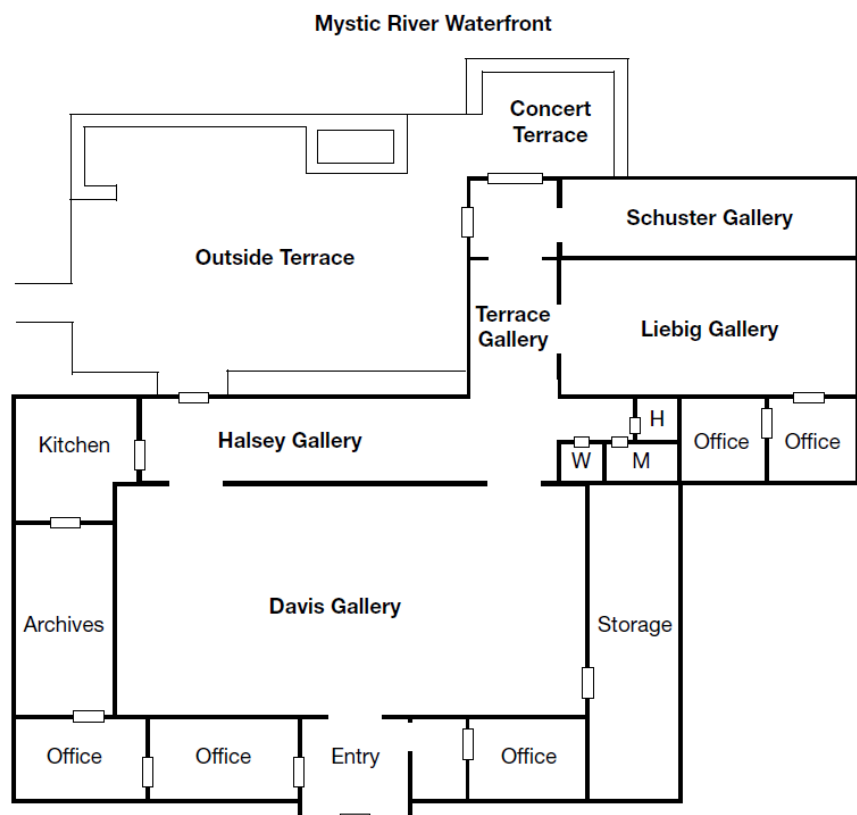 Mystic River Waterfront
Concert
Terrace
Schuster Gallery
Outside Terrace
Terrace
Gallery
Liebig Gallery
Kitchen
Halsey Gallery
H
Office
Office
W
M
Davis Gallery
Archives
Storage
Office
Office
Entry
Office